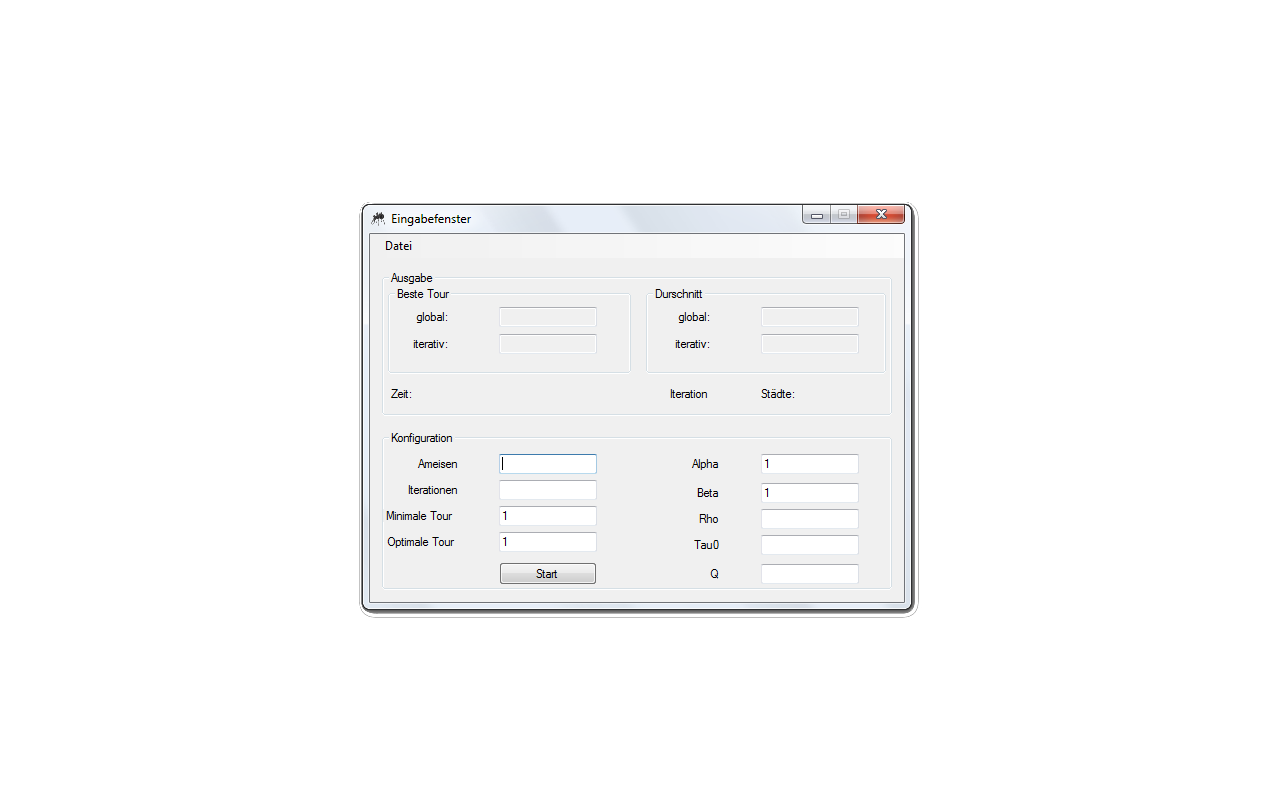 Eingabefenster
Datei
Ausgabe
Beste Tour Durschnitt
global: global:
iterativ: iterativ:
Zeit: Iteration Städte:
Konfiguration
Ameisen Alpha 1
Iterationen Beta 1
Minimale Tour 1 Rho
Optimale Tour 1 Tau0
Start Q